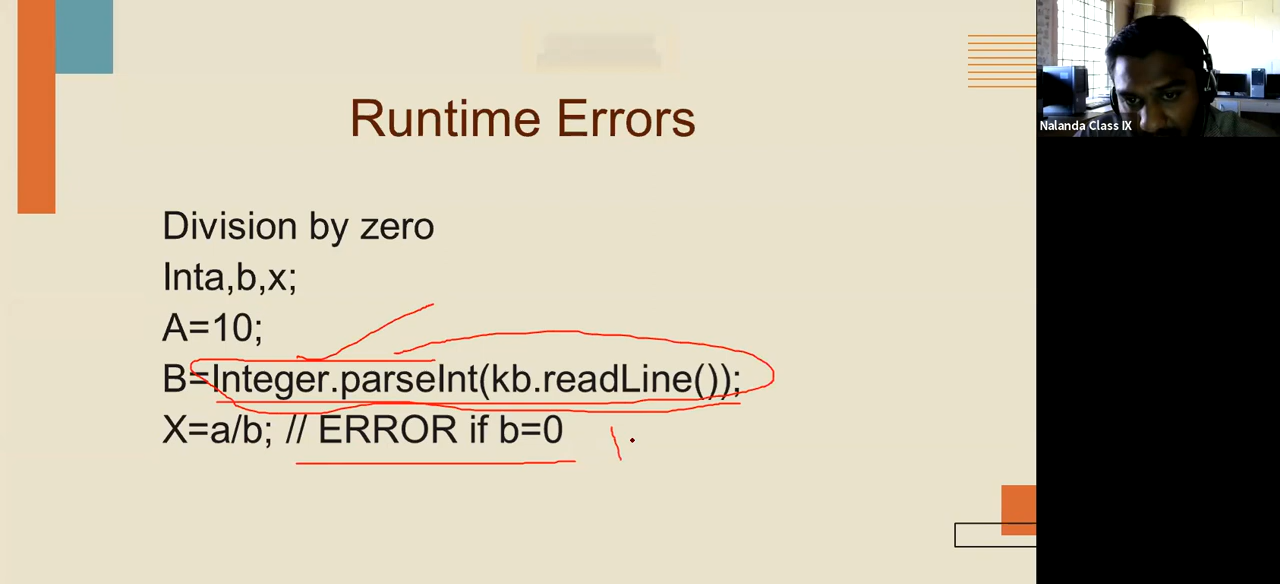 Runtime Errors
Nalanda Class IX
Division by zero
Inta,b,x;
A=10;
B=Integer.parseInt(kb.readLine());
X=a/b; // ERROR if b=0